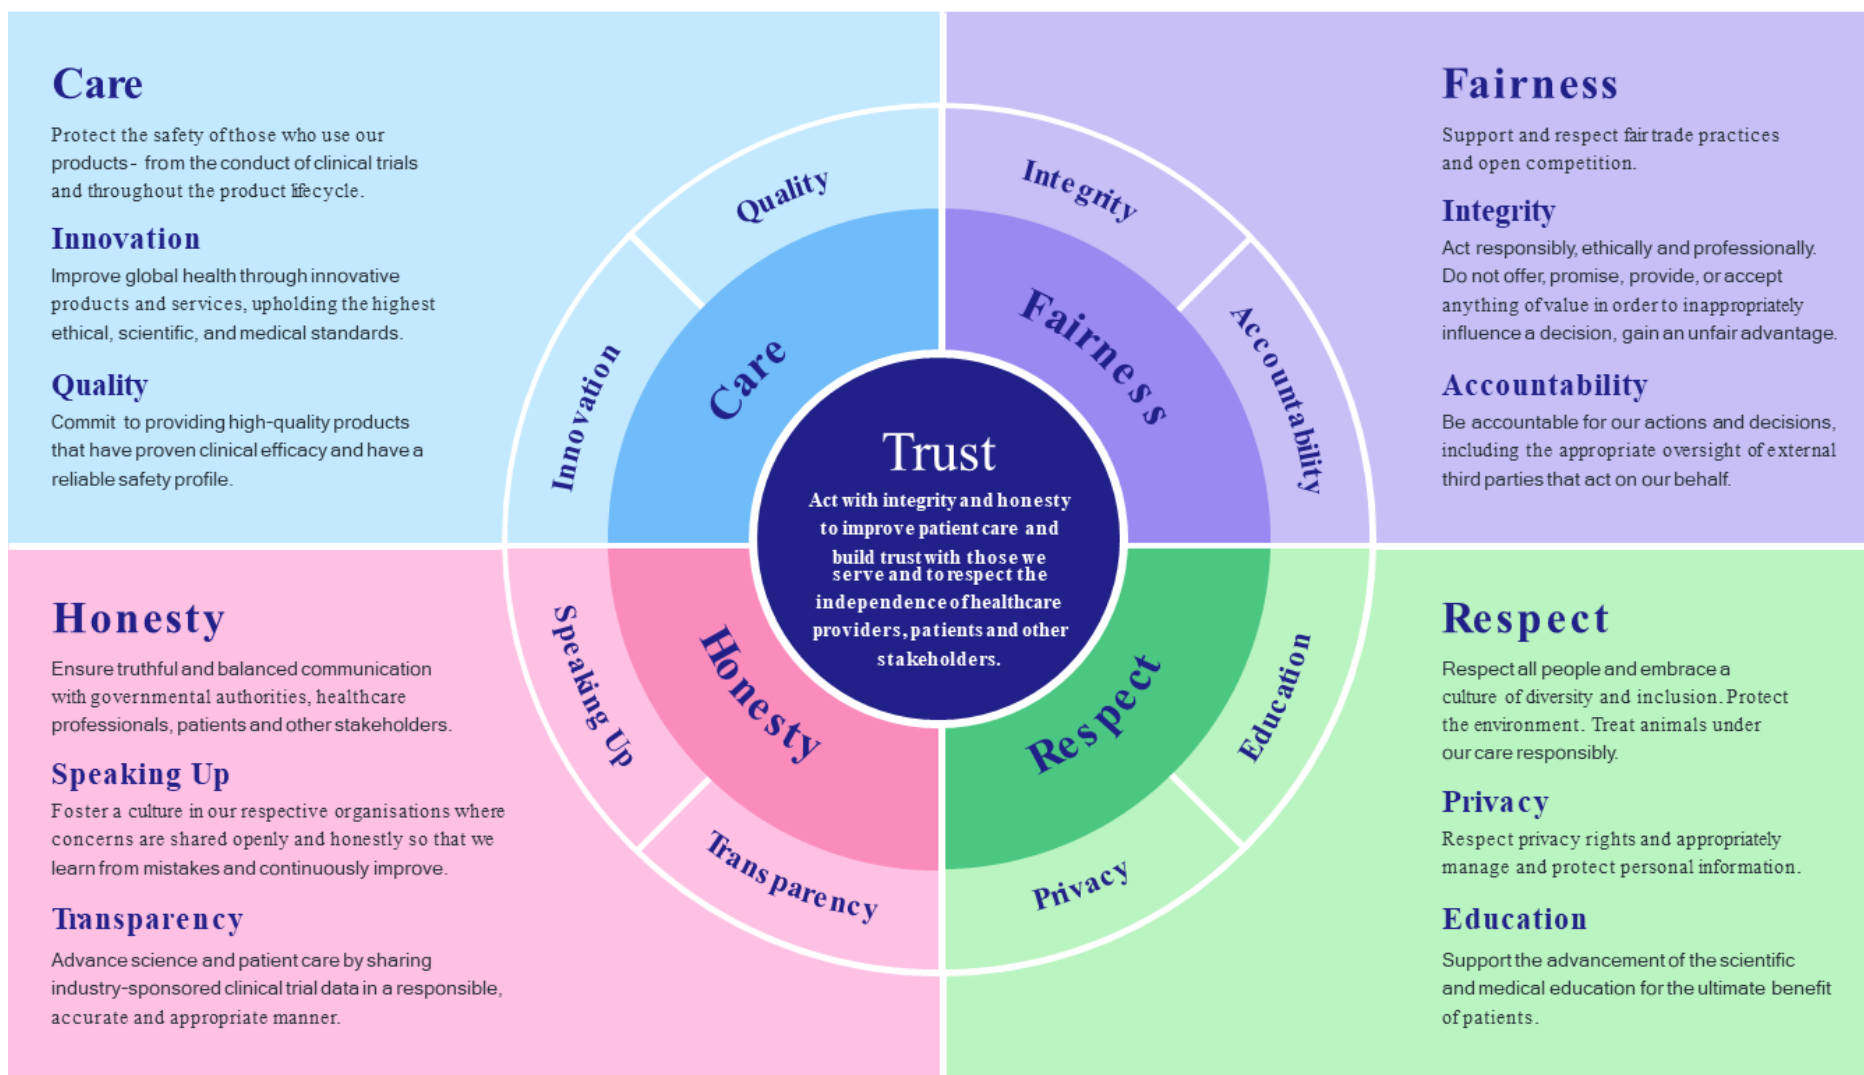 Care
Protect the safety of those who use our
products- from the conduct of clinical trials
and throughout the product lifecycle.
Innovation
Improve global health through innovative
products and services, upholding the highest
ethical, scientific, and medical standards.
Quality
Commit to providing high-quality products
that have proven clinical efficacy and have a
reliable safety profile.
Fairness
Support and respect fair trade practices
and open competition.
Integrity
Act responsibly, ethically and professionally.
Do not offer, promise, provide, or accept
anything of value in order to inappropriately
influence a decision, gain an unfair advantage.
Accountability
Be accountable for our actions and decisions,
including the appropriate oversight of external
third parties that act on our behalf.
Quality
Innovation
Care
Integrity
Accountability
Fairness
Trust
Act with integrity and honesty
to improve patient care and
build trust with those we
serve and to respect the
independence of healthcare
providers, patients and other
stakeholders.
Speaking Up
Transparency
Honesty
Education
Privacy
Respect
Honesty
Ensure truthful and balanced communication
with governmental authorities, healthcare
professionals, patients and other stakeholders.
Speaking Up
Foster a culture in our respective organisations where
concerns are shared openly and honestly so that we
learn from mistakes and continuously improve.
Transparency
Advance science and patient care by sharing
industry-sponsored clinical trial data in a responsible,
accurate and appropriate manner.
Respect
Respect all people and embrace a
culture of diversity and inclusion. Protect
the environment. Treat animals under
our care responsibly.
Privacy
Respect privacy rights and appropriately
manage and protect personal information.
Education
Support the advancement of the scientific
and medical education for the ultimate benefit
of patients.